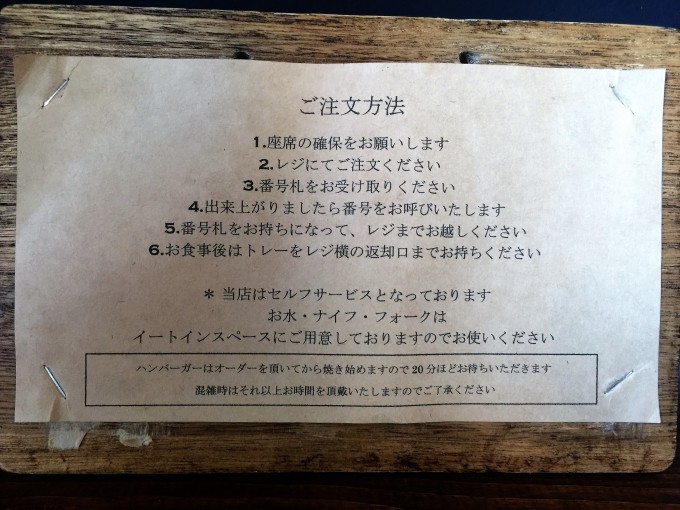 ご注文方法
1.座席の確保をお願いします
2.レジにてご注文ください
3.番号札をお受け取りください
4.出来上がりましたら番号をお呼びいたします
5.番号札をお持ちになって、レジまでお越しください
6.お食事後はトレーをレジ横の返却口までお持ちください
＊ 当店はセルフサービスとなっております
お水・ナイフ・フォークは
イートインスペースにご用意しておりますのでお使いください
ハンバーガーはオーダーを頂いてから焼き始めますので20分ほどお待ちいただきます
混雑時はそれ以上お時間を頂戴いたしますのでご了承ください